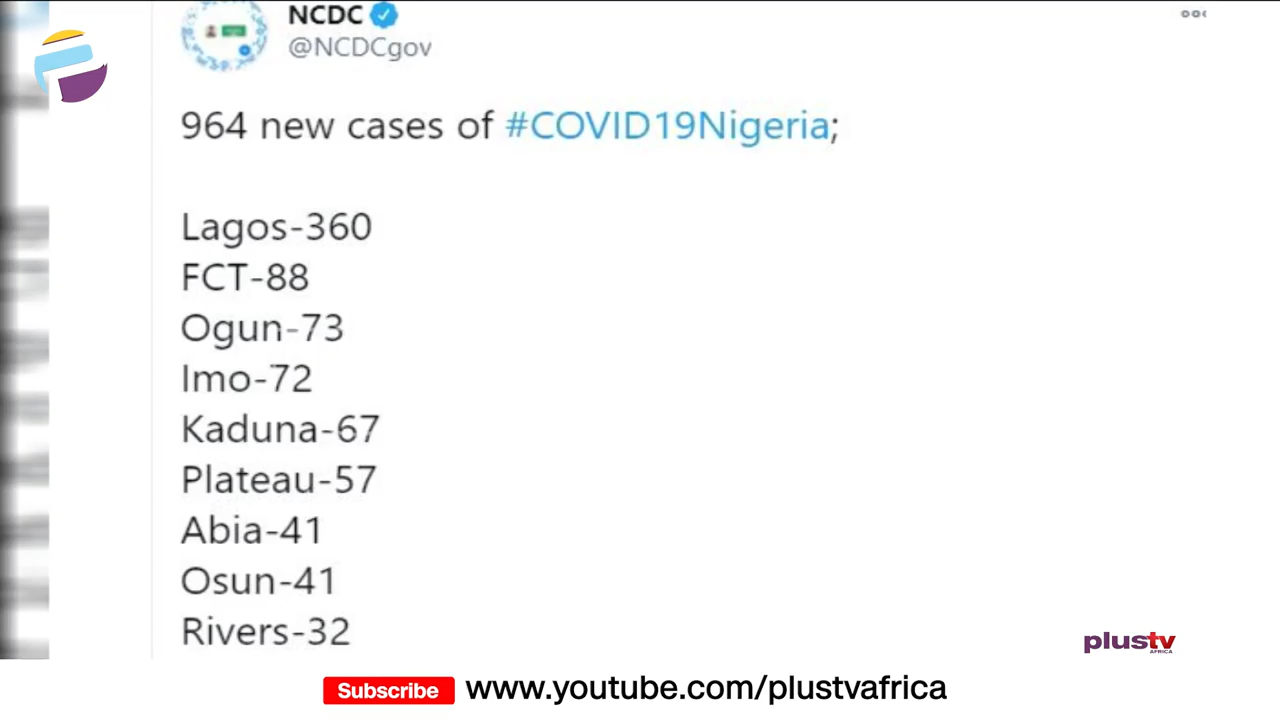 NCDC
@NCDCgov
964 new cases of #COVID19Nigeria;
Lagos-360
FCT-88
Ogun-73
Imo-72
Kaduna-67
Plateau-57
Abia-41
Osun-41
Rivers-32
plustv
AFRICA
Subscribe www.youtube.com/plustvafrica